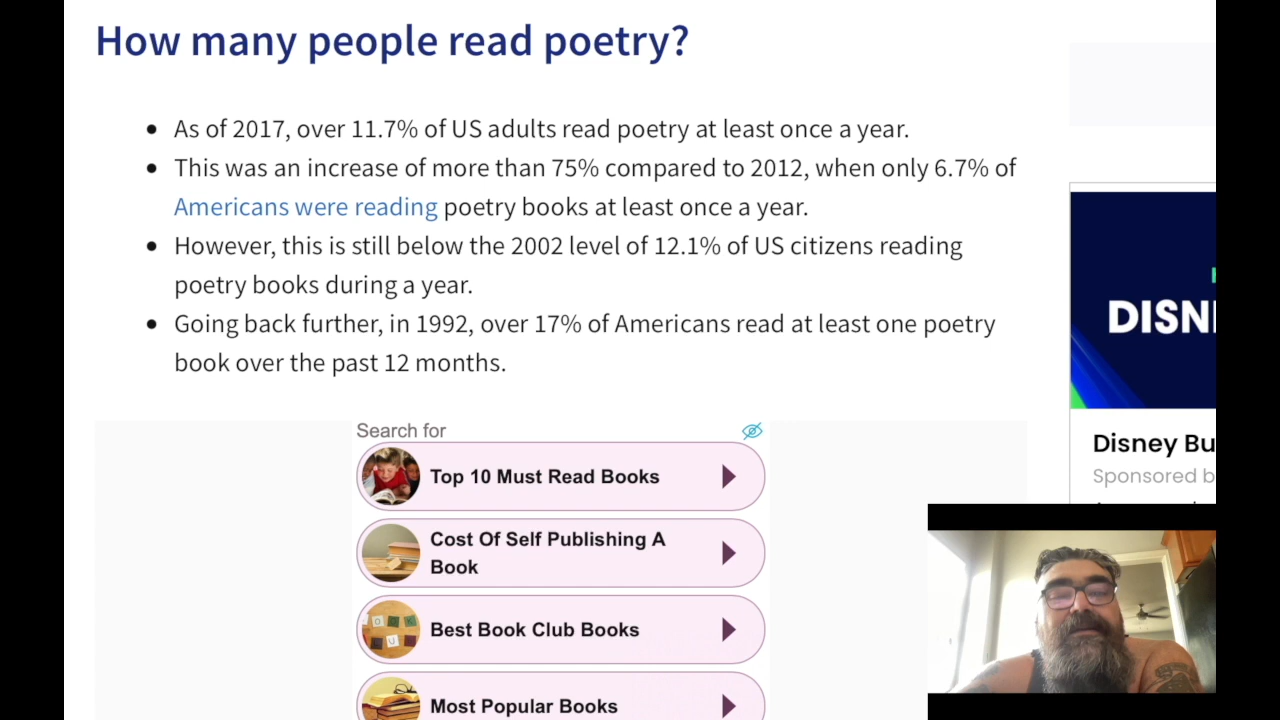 How many people read poetry?
As of 2017, over 11.7% of US adults read poetry at least once a year.
This was an increase of more than 75% compared to 2012, when only 6.7% of
Americans were reading poetry books at least once a year.
However, this is still below the 2002 level of 12.1% of US citizens reading
poetry books during a year.
Going back further, in 1992, over 17% of Americans read at least one poetry
book over the past 12 months.
Search for
Top 10 Must Read Books
Cost Of Self Publishing A
Book
Best Book Club Books
Most Popular Books
DISN
Disney Bu
Sponsored b